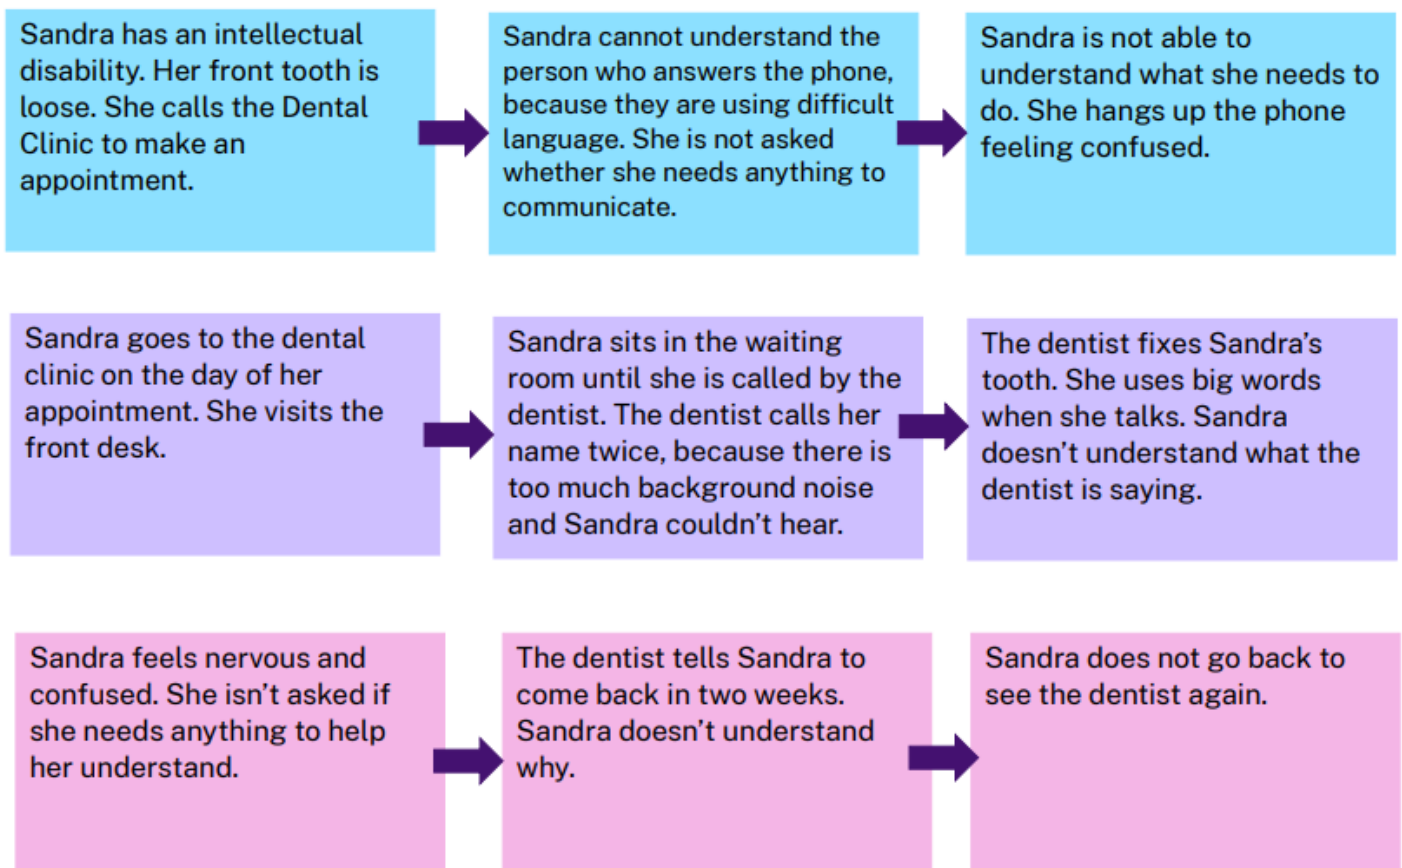 Sandra has an intellectual
disability. Her front tooth is
loose. She calls the Dental
Clinic to make an
appointment.
Sandra cannot understand the
person who answers the phone,
because they are using difficult
language. She is not asked
whether she needs anything to
communicate.
Sandra is not able to
understand what she needs to
do. She hangs up the phone
feeling confused.
Sandra goes to the dental
clinic on the day of her
appointment. She visits the
front desk.
Sandra sits in the waiting
room until she is called by the
dentist. The dentist calls her
name twice, because there is
too much background noise
and Sandra couldn’t hear.
The dentist fixes Sandra’s
tooth. She uses big words
when she talks. Sandra
doesn’t understand what the
dentist is saying.
Sandra feels nervous and
confused. She isn’t asked if
she needs anything to help
her understand.
The dentist tells Sandra to
come back in two weeks.
Sandra doesn’t understand
why.
Sandra does not go back to
see the dentist again.